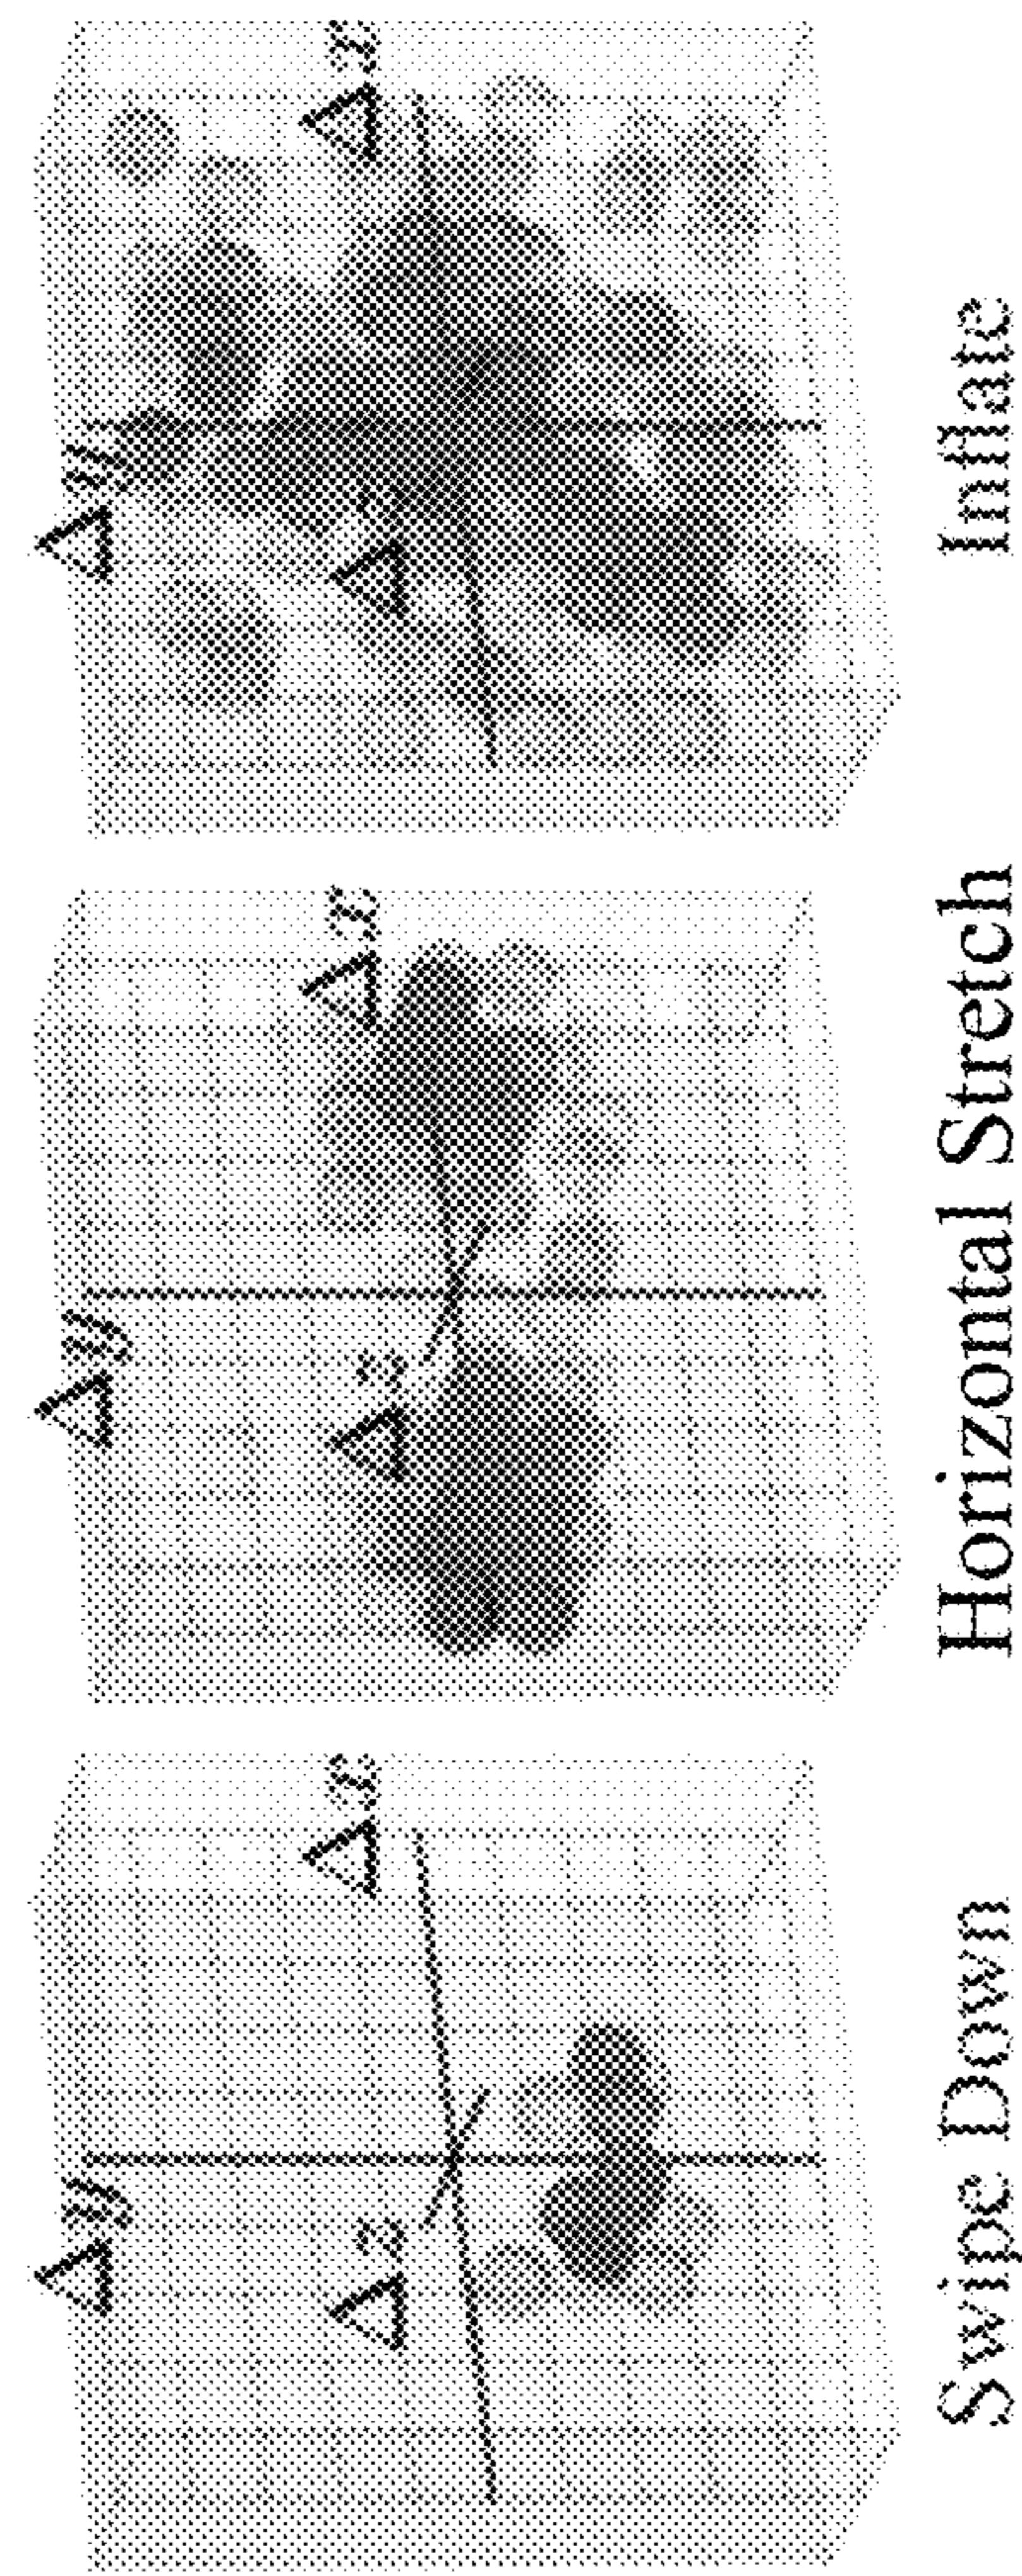 Δy
Δz
Δx
Swipe Down
Δy
Δz
Δx
Horizontal Stretch
Δy
Δz
Δx
Inflate